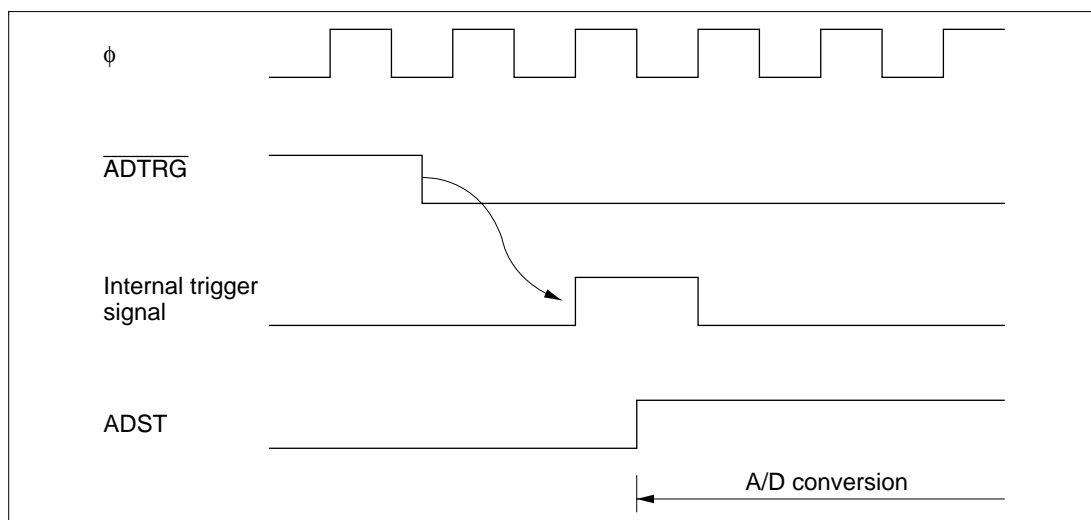 ϕ
ADTRG
Internal trigger
signal
ADST
A/D conversion